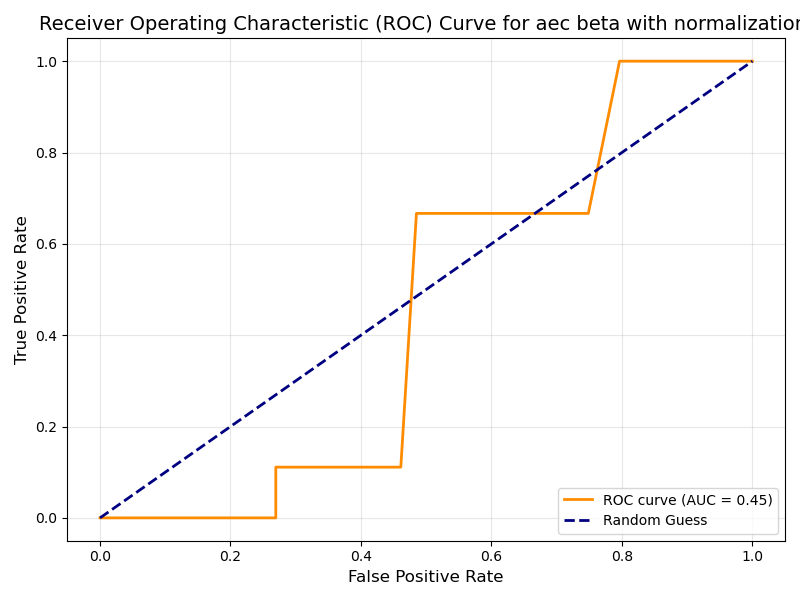 Receiver Operating Characteristic (ROC) Curve for aec beta with normalization
True Positive Rate
1.0
0.8
0.6
0.4
0.2
0.0
ROC curve (AUC = 0.45)
Random Guess
0.0 0.2 0.4 0.6 0.8 1.0
False Positive Rate